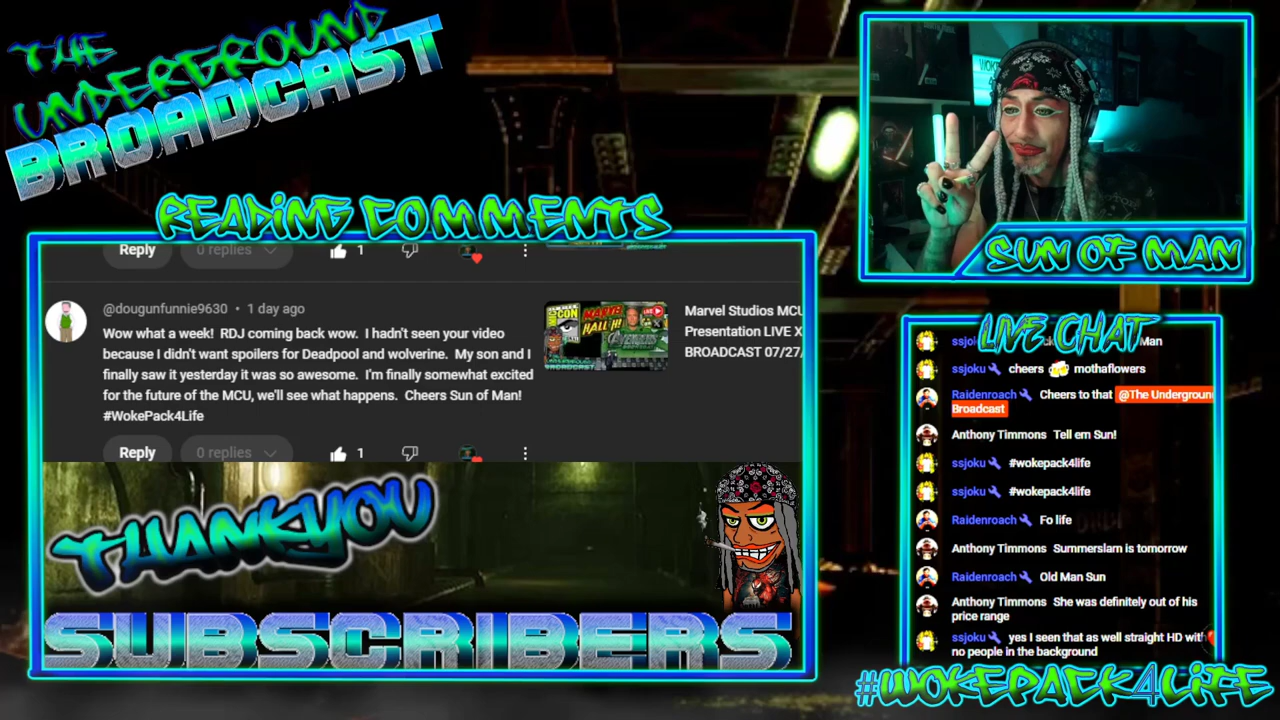 THE
UNDERGROUND
BROADCAST
READING COMMENTS
Reply
0 replies
1
@dougunfunnie9630 • 1 day ago
Wow what a week! RDJ coming back wow. I hadn't seen your video
because I didn't want spoilers for Deadpool and wolverine. My son and I
finally saw it yesterday it was so awesome. I'm finally somewhat excited
for the future of the MCU, we'll see what happens. Cheers Sun of Man!
#WokePack4Life
Marvel Studios MCU
Presentation LIVE X
BROADCAST 07/27/
Reply
0 replies
1
THANKYOU
SUBSCRIBERS
SUN OF MAN
LIVE CHAT
Man
ssjoku cheers mothaflowers
Raidenroach Cheers to that @The Undergroun
Broadcast
Anthony Timmons Tell em Sun!
ssjoku #wokepack4life
ssjoku #wokepack4life
Raidenroach Fo life
Anthony Timmons Summerslam is tomorrow
Raidenroach Old Man Sun
Anthony Timmons She was definitely out of his
price range
ssjoku yes I seen that as well straight HD with
no people in the background
#WOKEPACK4LIFE